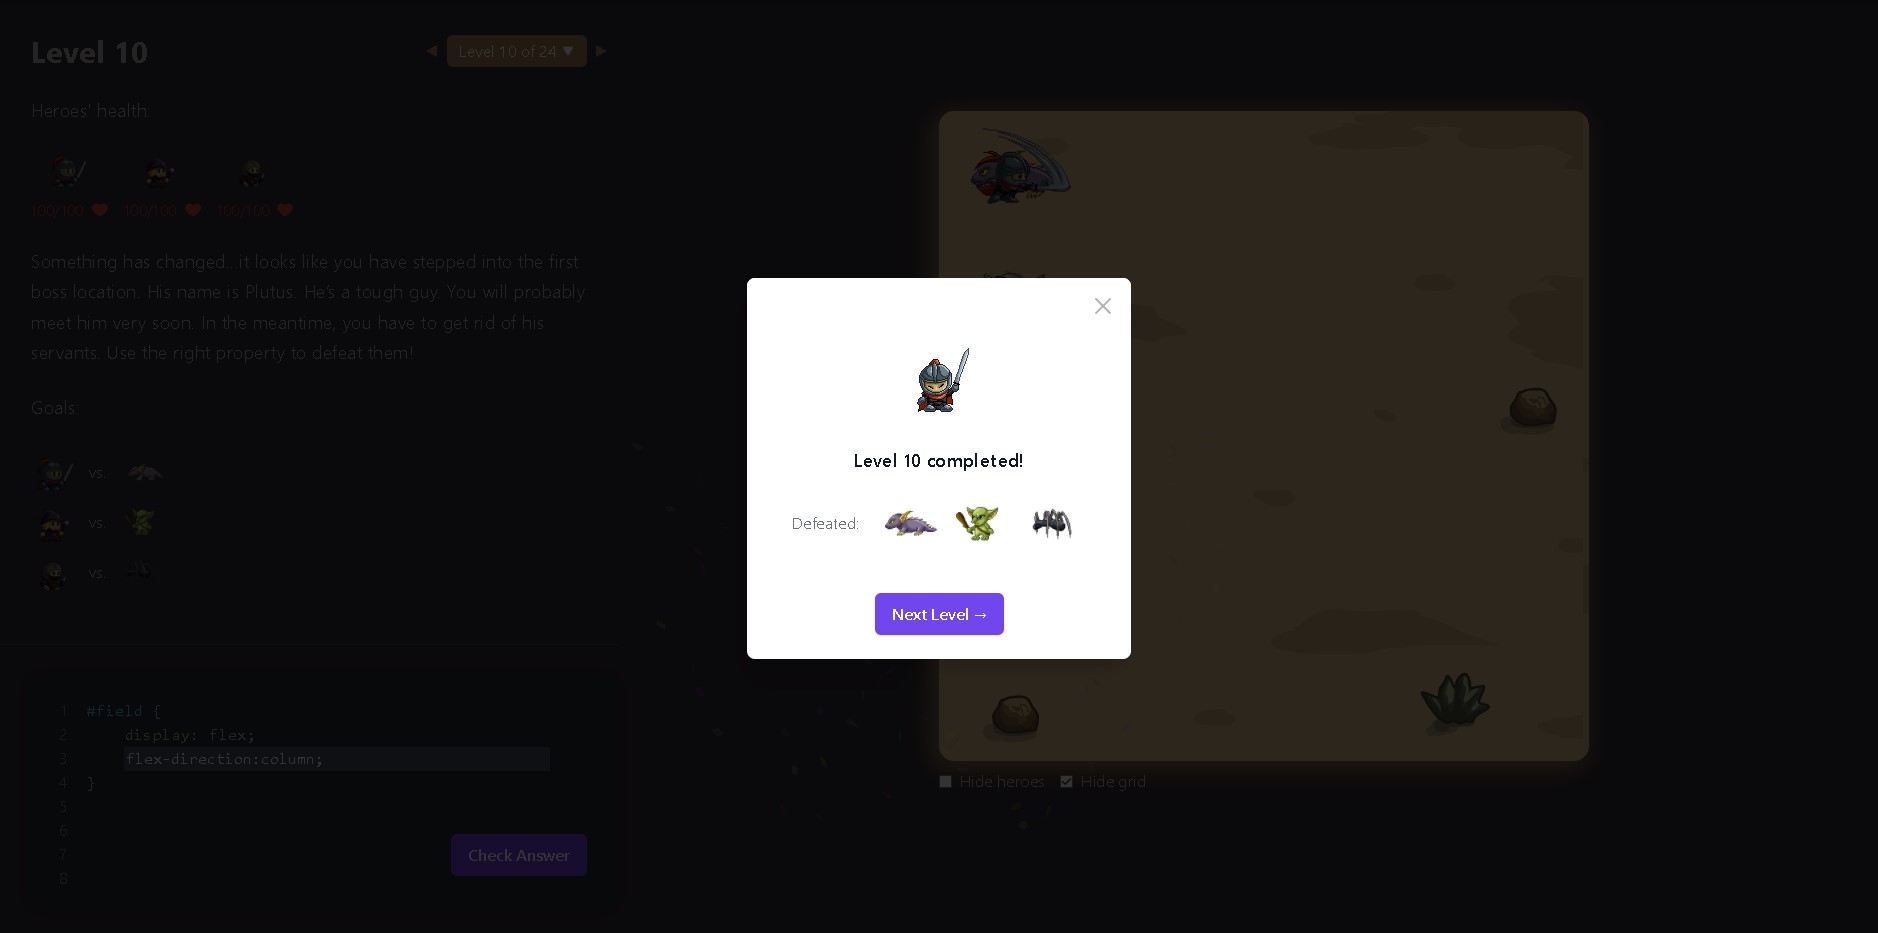 Level 10
Level 10 of 24 ▼
Heroes' health:
100/100 100/100 100/100
Something has changed...it looks like you have stepped into the first
boss location. His name is Plutus. He's a tough guy. You will probably
meet him very soon. In the meantime, you have to get rid of his
servants. Use the right property to defeat them!
Goals:
vs.
vs.
vs.
1 #field {
2 display: flex;
3 flex-direction:column;
4 }
5
6
7
8
Check Answer
Level 10 completed!
Defeated:
Next Level →
Hide heroes Hide grid